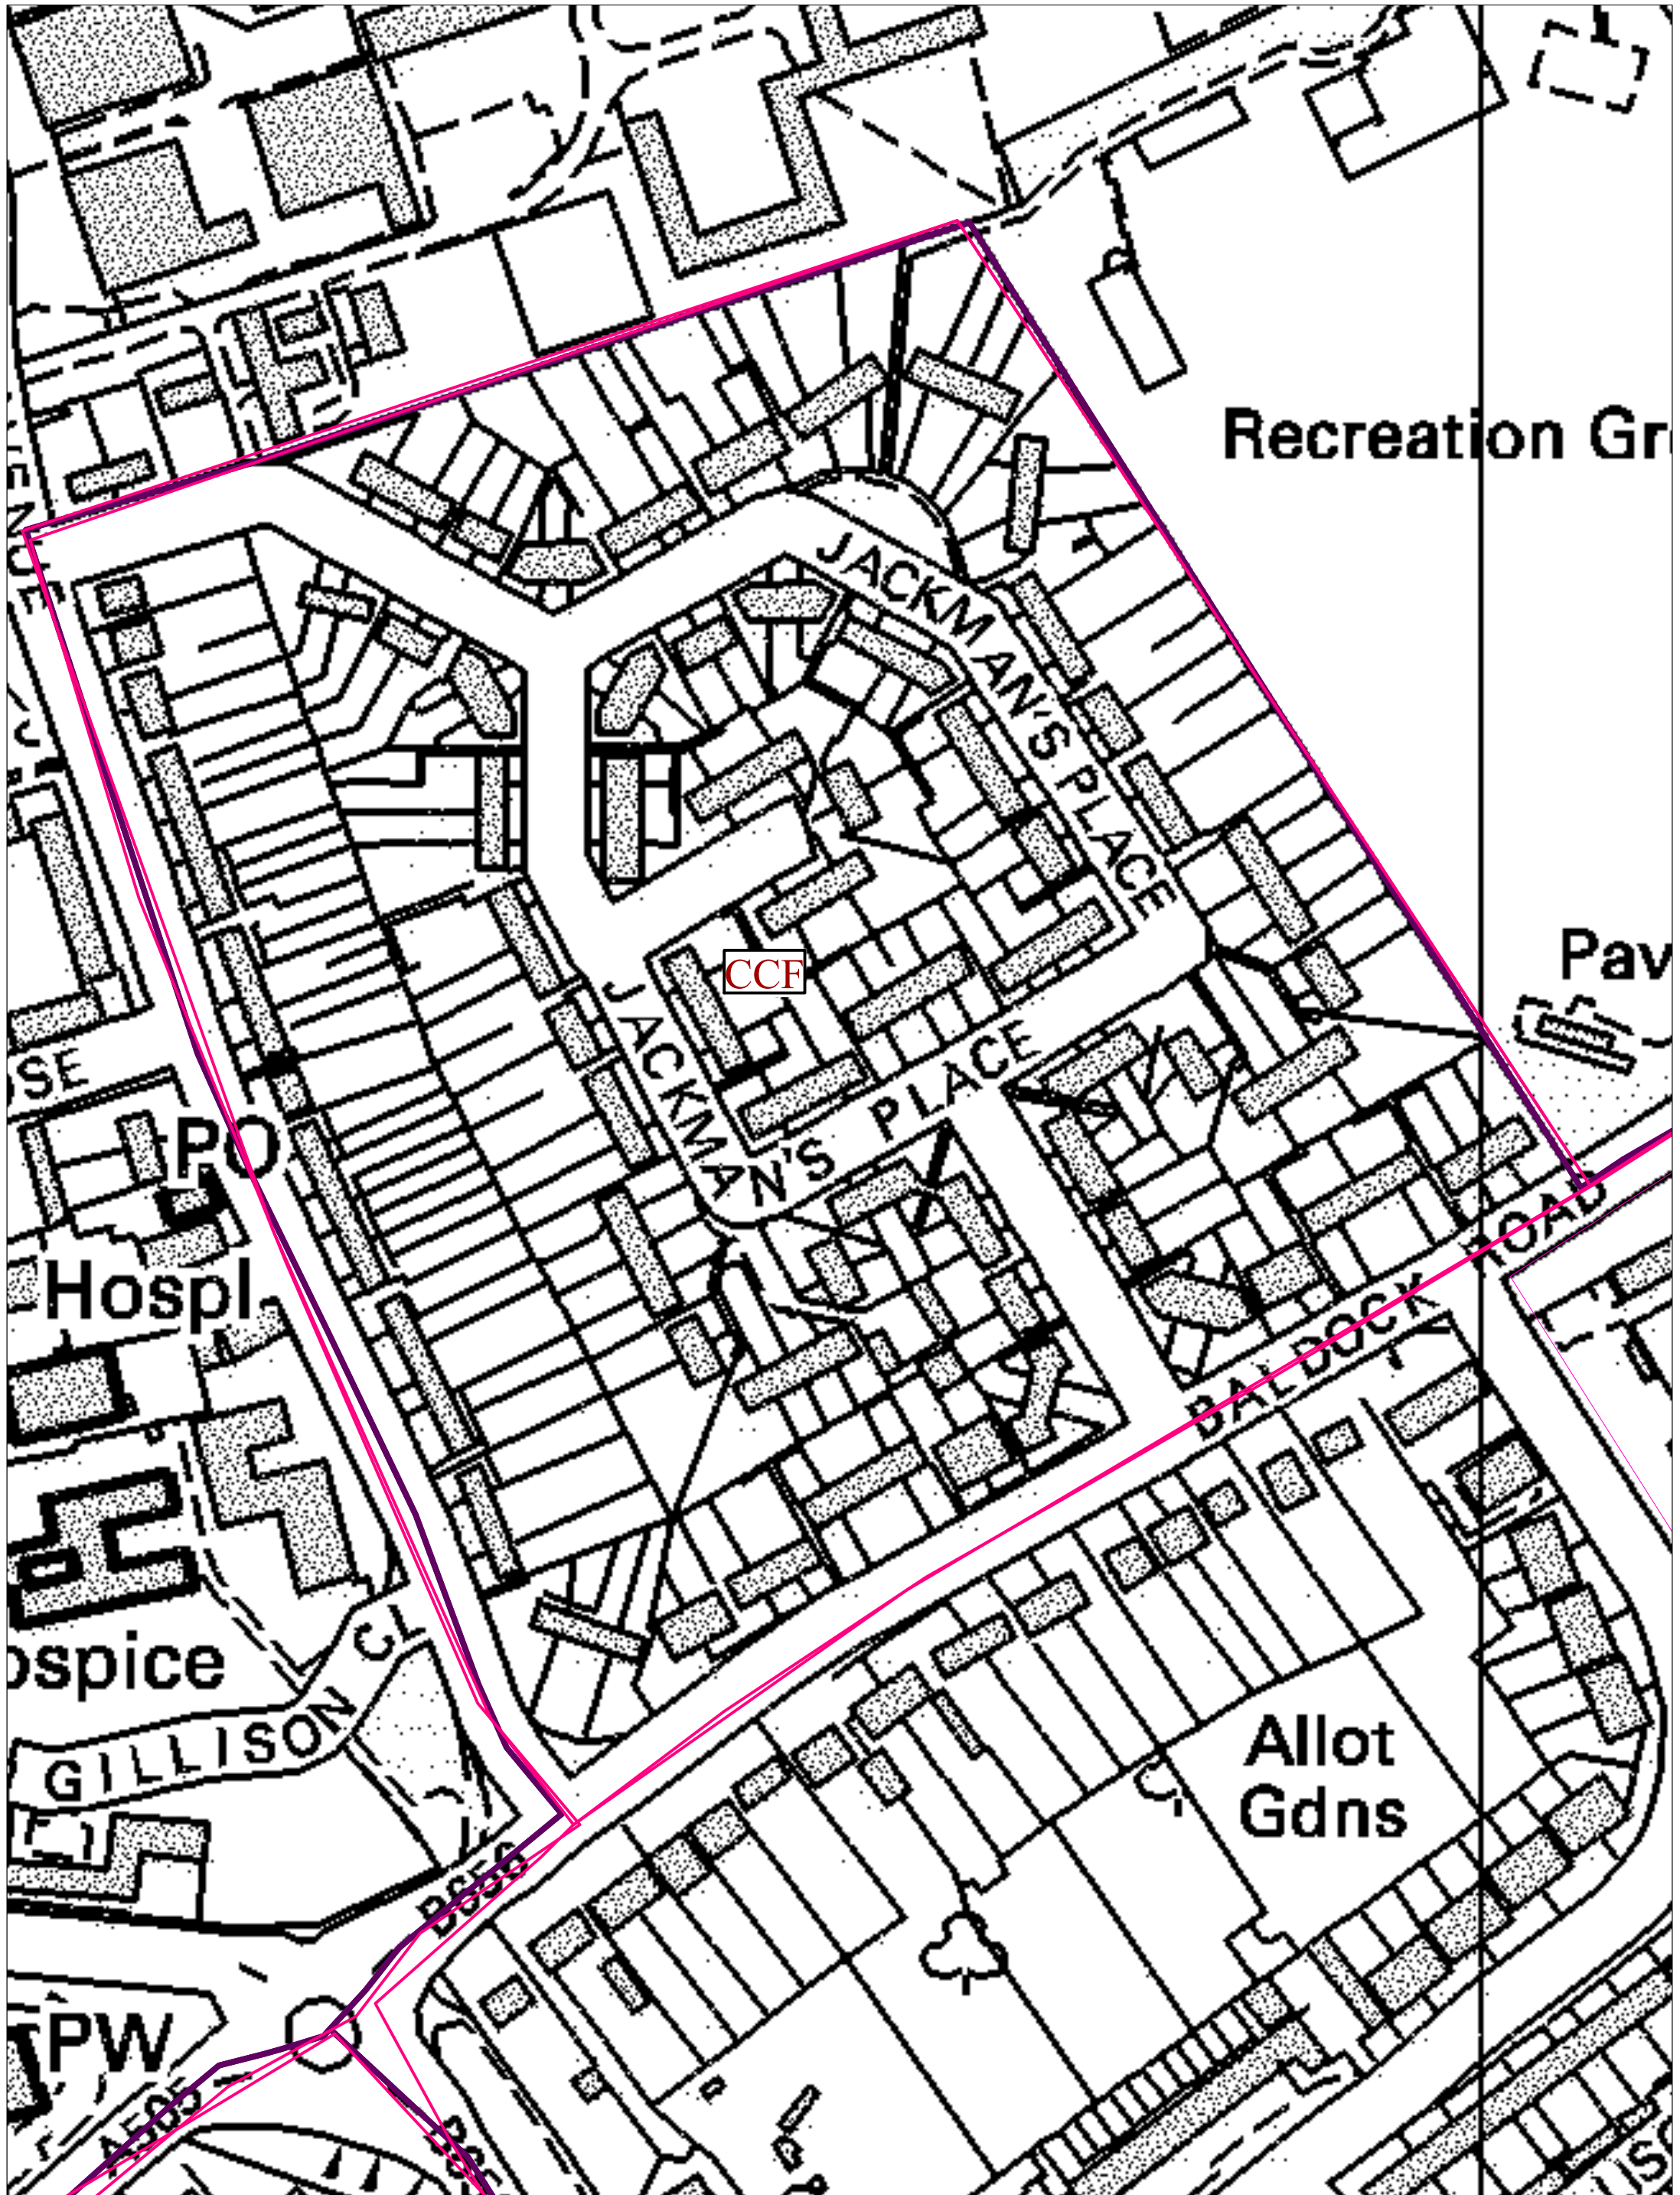 Recreation Gr
JACKMAN'S PLACE
Pav
CCF
SE
JACKMAN'S PLACE
PO
Hospl
ROAD
BALDOCK
ospice
GILLISON CL
Allot
Gdns
B656
PW
A505